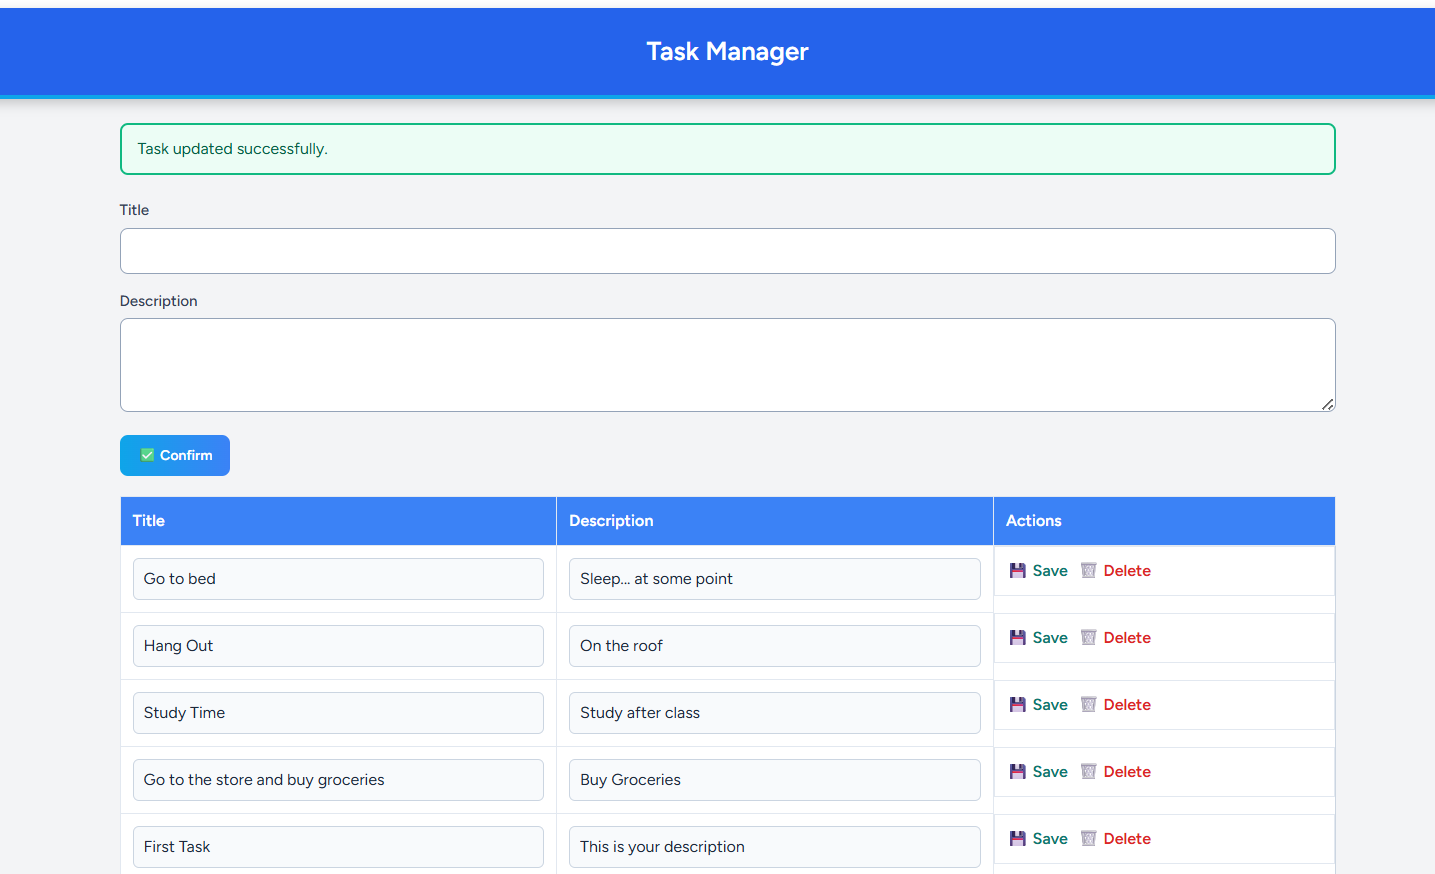 Task Manager
Task updated successfully.
Title
Description
✅ Confirm
Title Description Actions
Go to bed Sleep... at some point 💾 Save 🗑️ Delete
Hang Out On the roof 💾 Save 🗑️ Delete
Study Time Study after class 💾 Save 🗑️ Delete
Go to the store and buy groceries Buy Groceries 💾 Save 🗑️ Delete
First Task This is your description 💾 Save 🗑️ Delete